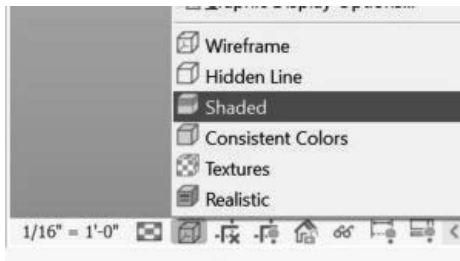 Wireframe
Hidden Line
Shaded
Consistent Colors
Textures
Realistic
1/16" = 1'-0"